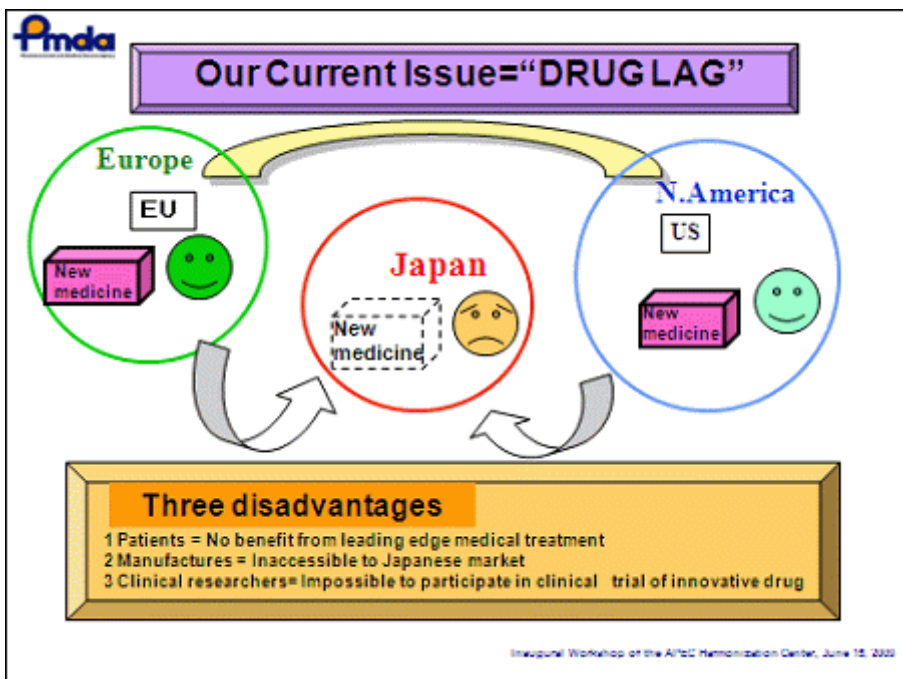 Pmda
Our Current Issue="DRUG LAG"
Europe
EU
New
medicine
Japan
New
medicine
N.America
US
New
medicine
Three disadvantages
1 Patients = No benefit from leading edge medical treatment
2 Manufactures = Inaccessible to Japanese market
3 Clinical researchers= Impossible to participate in clinical trial of innovative drug
Inaugural Workshop of the APEC Harmonization Center, June 15,